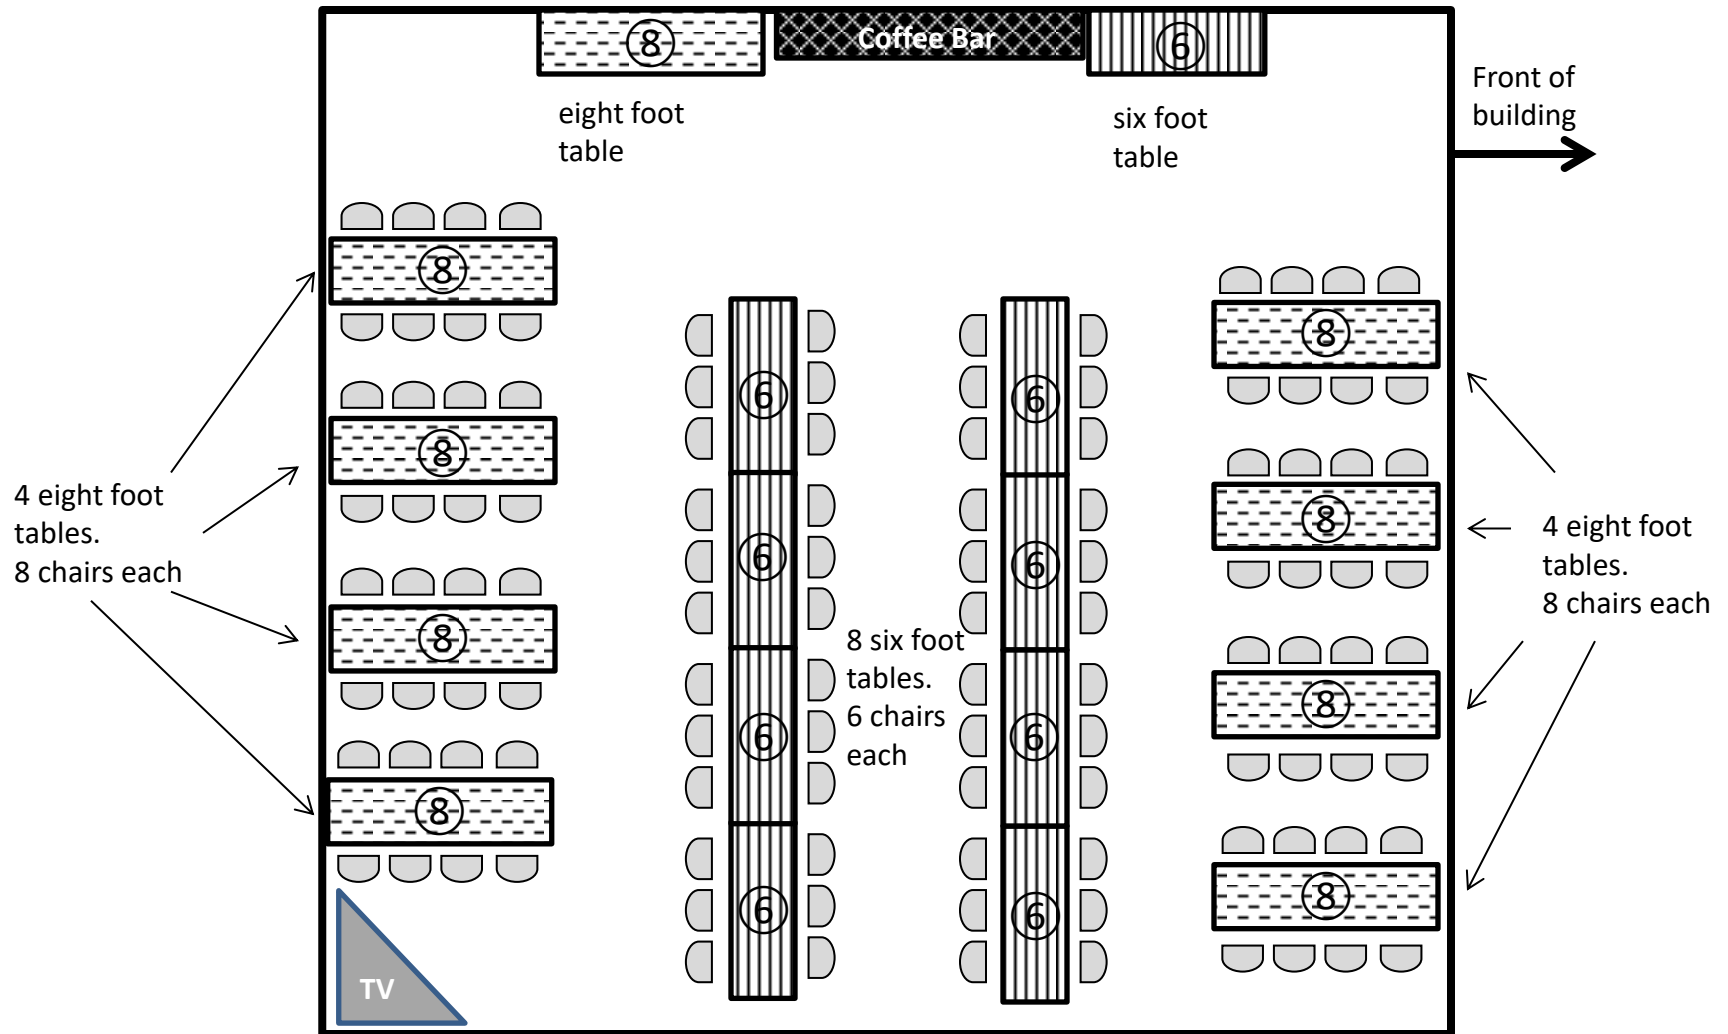 8
Coffee Bar
6
eight foot
table
six foot
table
Front of
building
8
8
8
8
4 eight foot
tables.
8 chairs each
6
6
6
6
8 six foot
tables.
6 chairs
each
6
6
6
6
8
8
8
8
4 eight foot
tables.
8 chairs each
TV